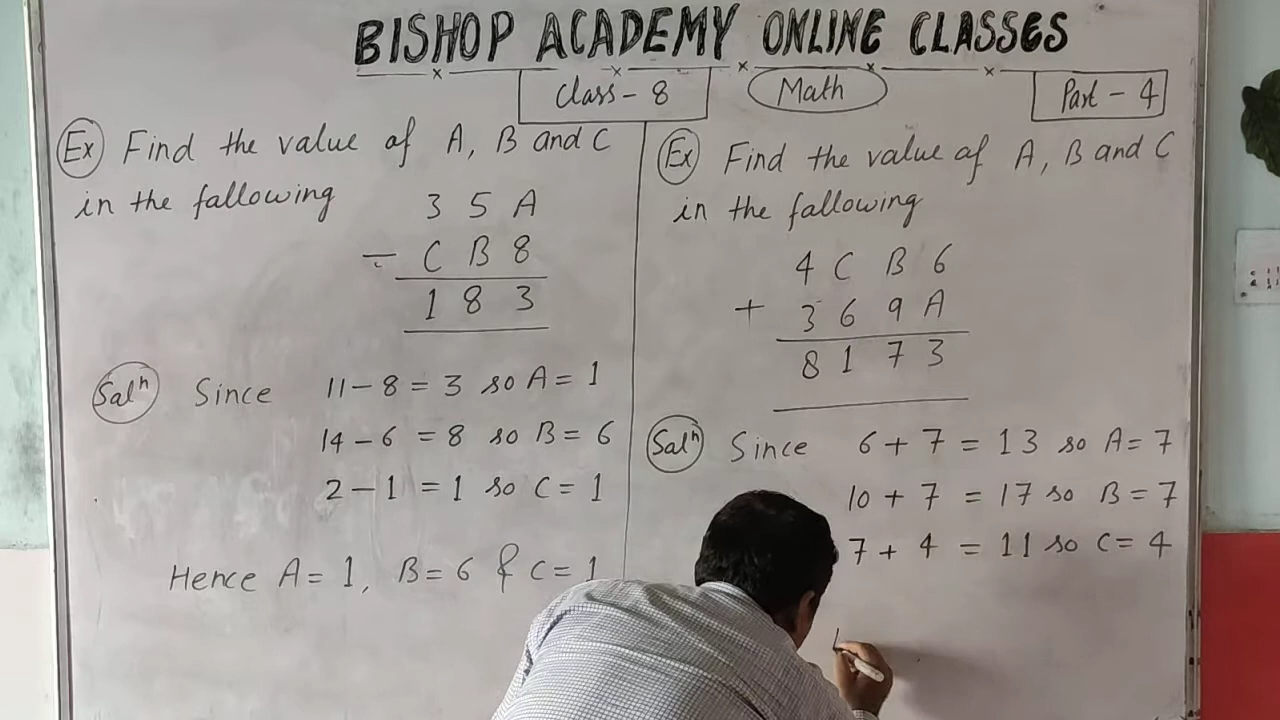 BISHOP ACADEMY ONLINE CLASSES
Class - 8
Math
Part - 4
Ex Find the value of A, B and C
in the fallowing
3 5 A
- C B 8
1 8 3
Salⁿ Since 11 - 8 = 3 so A = 1
14 - 6 = 8 so B = 6
2 - 1 = 1 so C = 1
Hence A = 1, B = 6 & C = 1
Ex Find the value of A, B and C
in the fallowing
4 C B 6
+ 3 6 9 A
8 1 7 3
Salⁿ Since 6 + 7 = 13 so A = 7
10 + 7 = 17 so B = 7
7 + 4 = 11 so C = 4